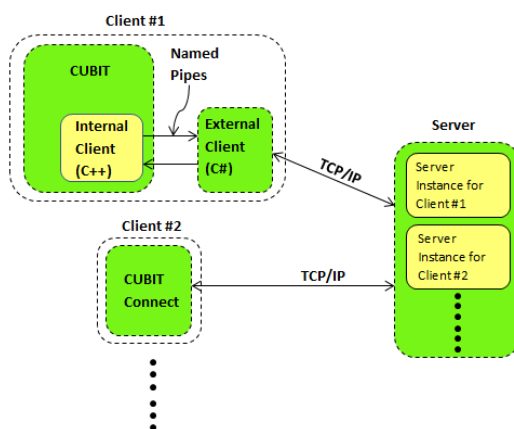 Client #1
Named
Pipes
CUBIT
Internal
Client
(C++)
External
Client
(C#)
Server
TCP/IP
Server
Instance for
Client #1
Server
Instance for
Client #2
Client #2
CUBIT
Connect
TCP/IP